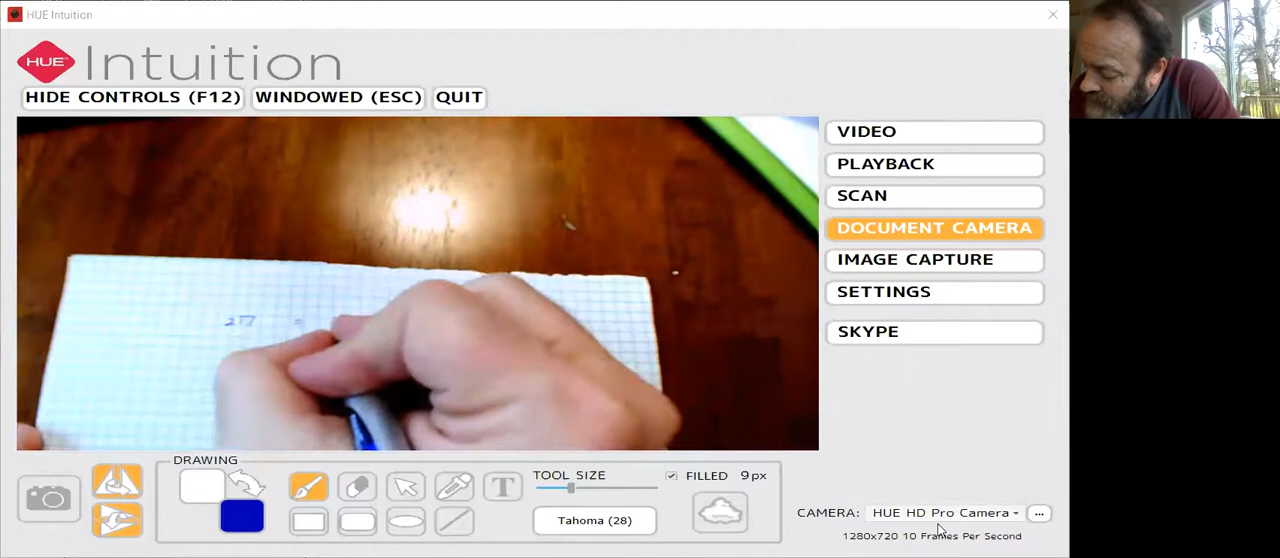 HUE Intuition
HUE Intuition
HIDE CONTROLS (F12) WINDOWED (ESC) QUIT
VIDEO
PLAYBACK
SCAN
DOCUMENT CAMERA
IMAGE CAPTURE
SETTINGS
SKYPE
DRAWING
TOOL SIZE
FILLED 9px
T
Tahoma (28)
CAMERA: HUE HD Pro Camera ...
1280x720 10 Frames Per Second